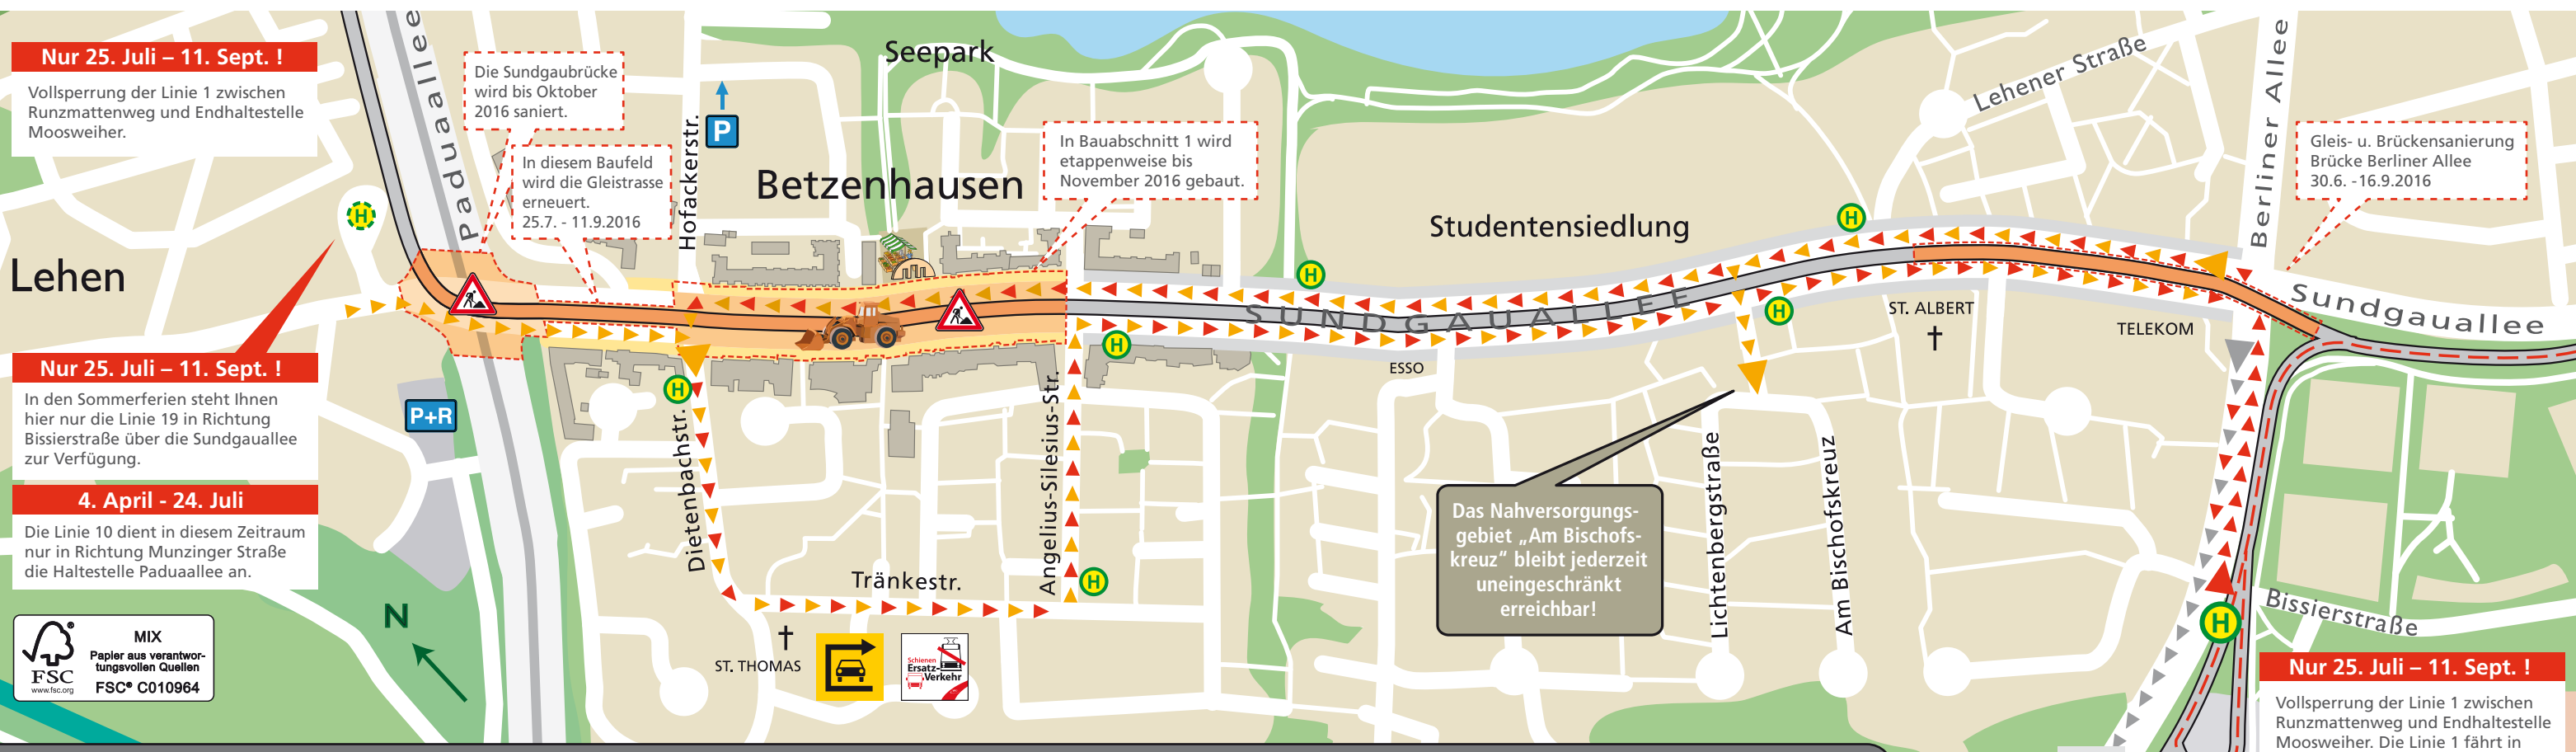 Nur 25. Juli – 11. Sept. !
Vollsperrung der Linie 1 zwischen
Runzmattenweg und Endhaltestelle
Moosweiher.
Paduaallee
Die Sundgaubrücke
wird bis Oktober
2016 saniert.
In diesem Baufeld
wird die Gleistrasse
erneuert.
25.7. - 11.9.2016
Hofackerstr.
P
Seepark
Betzenhausen
In Bauabschnitt 1 wird
etappenweise bis
November 2016 gebaut.
Studentensiedlung
Lehener Straße
Berliner Allee
Gleis- u. Brückensanierung
Brücke Berliner Allee
30.6. -16.9.2016
H
H
H
Lehen
SUNDGAUALLEE
Sundgauallee
H
H
ST. ALBERT
TELEKOM
ESSO
Nur 25. Juli – 11. Sept. !
In den Sommerferien steht Ihnen
hier nur die Linie 19 in Richtung
Bissierstraße über die Sundgauallee
zur Verfügung.
P+R
H
Dietenbachstr.
Angelius-Silesius-Str.
Lichtenbergstraße
Am Bischofskreuz
4. April - 24. Juli
Die Linie 10 dient in diesem Zeitraum
nur in Richtung Munzinger Straße
die Haltestelle Paduaallee an.
Das Nahversorgungs-
gebiet „Am Bischofs-
kreuz“ bleibt jederzeit
uneingeschränkt
erreichbar!
Tränkestr.
H
H
Bissierstraße
N
FSC®
www.fsc.org
MIX
Papier aus verantwor-
tungsvollen Quellen
FSC® C010964
ST. THOMAS
Schienen
Ersatz-
Verkehr
Nur 25. Juli – 11. Sept. !
Vollsperrung der Linie 1 zwischen
Runzmattenweg und Endhaltestelle
Moosweiher. Die Linie 1 fährt in